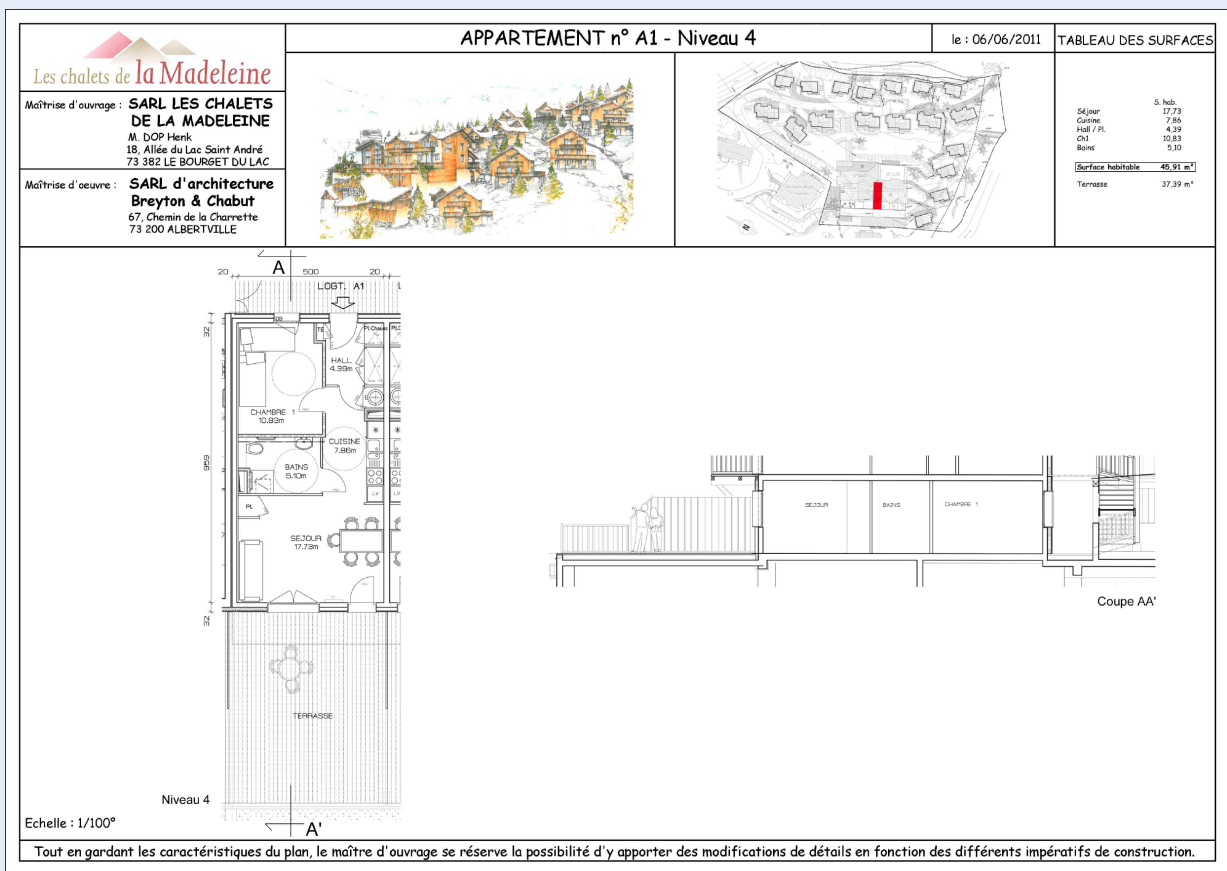 Les chalets de la Madeleine
Maîtrise d'ouvrage : SARL LES CHALETS
DE LA MADELEINE
M. DOP Henk
18, Allée du Lac Saint André
73 382 LE BOURGET DU LAC
Maîtrise d'oeuvre : SARL d'architecture
Breyton & Chabut
67, Chemin de la Charrette
73 200 ALBERTVILLE
APPARTEMENT n° A1 - Niveau 4
le : 06/06/2011
TABLEAU DES SURFACES
S. hab.
Séjour 17,73
Cuisine 7,86
Hall / Pl. 4,39
Ch1 10,83
Bains 5,10
Surface habitable 45,91 m²
Terrasse 37,39 m²
A
20 500 20
LOGT. A1
32
PL.Chauss
HALL
4.39m
CHAMBRE 1
10.83m
CUISINE
7.86m
959
BAINS
5.10m
LV LV
PL
SEJOUR
17.73m
32
TERRASSE
Niveau 4
A'
SEJOUR BAINS CHAMBRE 1
Coupe AA'
Echelle : 1/100°
Tout en gardant les caractéristiques du plan, le maître d'ouvrage se réserve la possibilité d'y apporter des modifications de détails en fonction des différents impératifs de construction.